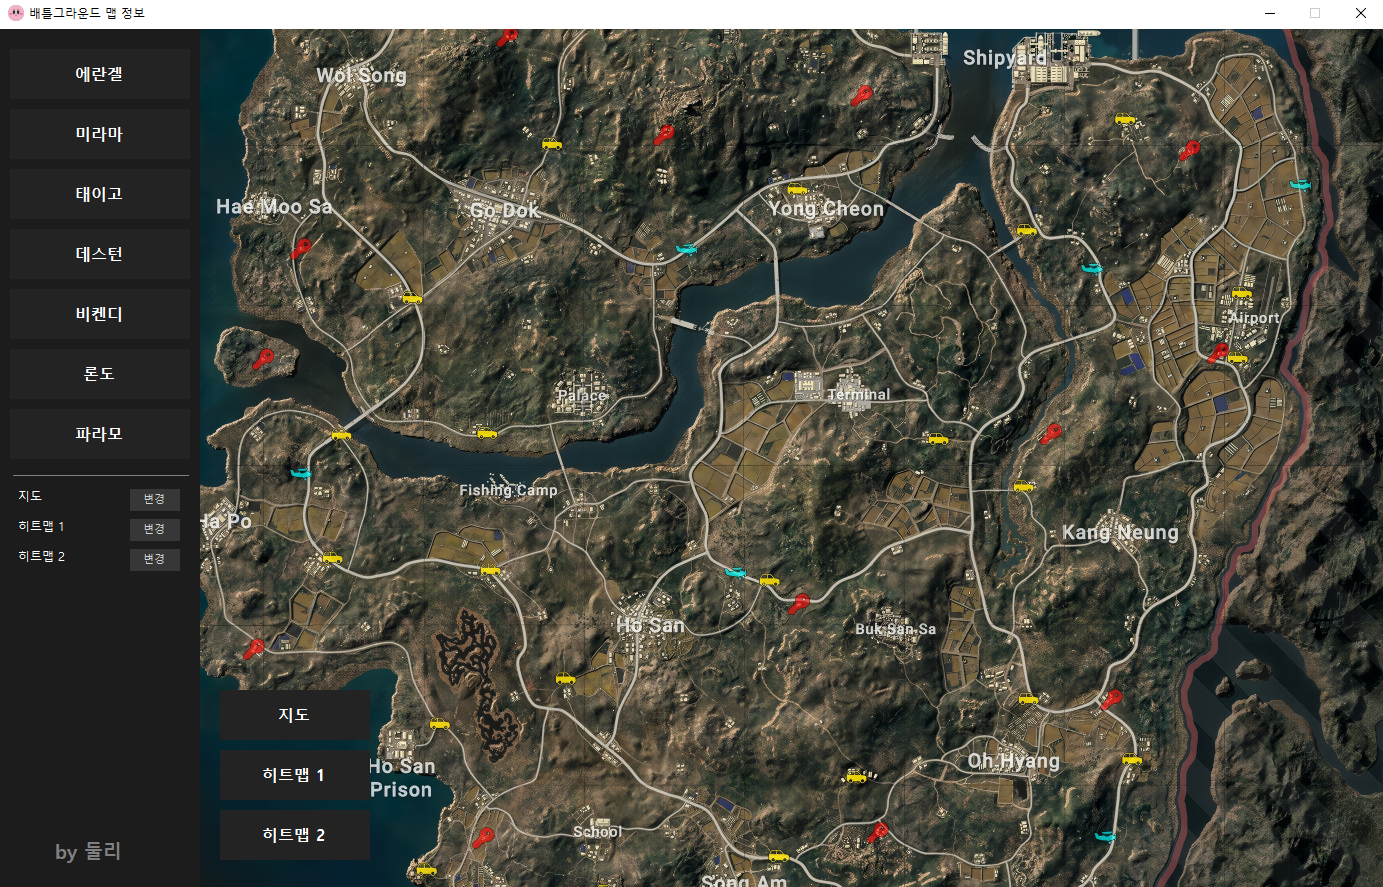 배틀그라운드 맵 정보
에란겔
미라마
태이고
데스턴
비켄디
론도
파라모
지도
변경
히트맵 1
변경
히트맵 2
변경
by 둘리
Wol Song
Shipyard
Hae Moo Sa
Go Dok
Yong Cheon
Airport
Palace
Terminal
Fishing Camp
Ha Po
Kang Neung
Ho San
Buk San Sa
지도
히트맵 1
히트맵 2
Ho San
Prison
Oh Hyang
School
Song Am